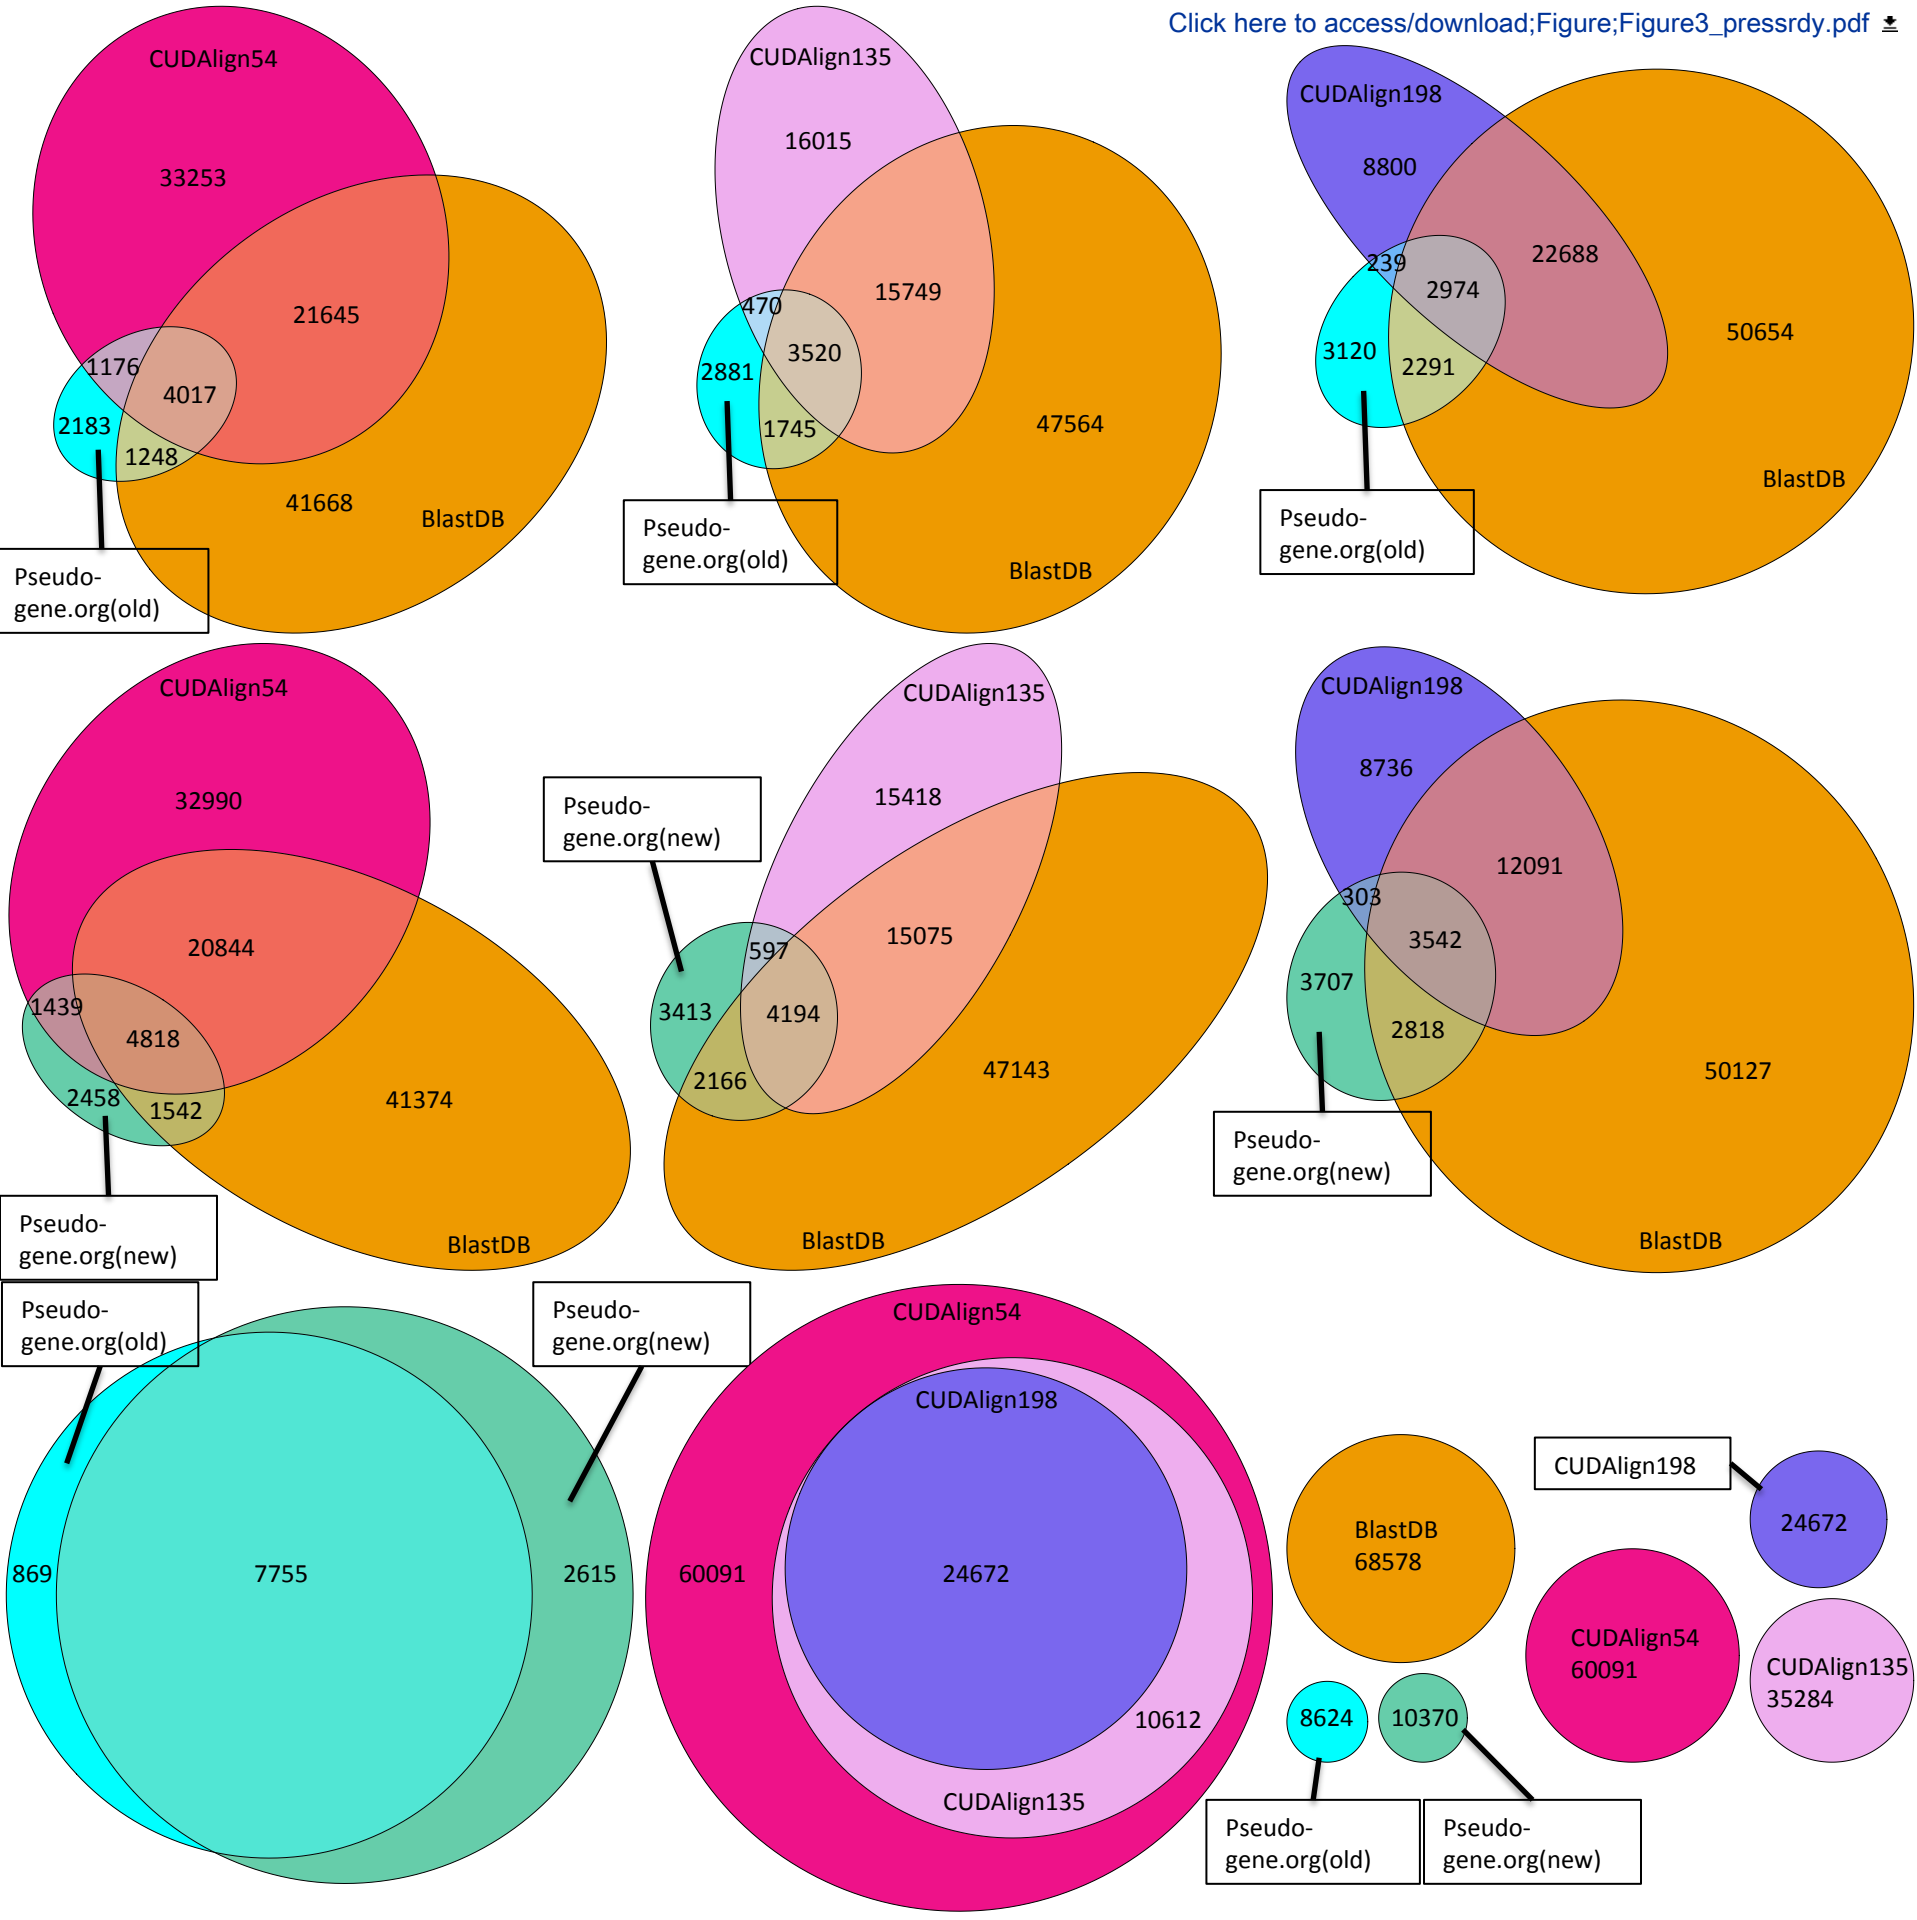 Click here to access/download;Figure;Figure3_pressrdy.pdf
CUDAlign54
33253
21645
1176
4017
2183
1248
41668
BlastDB
Pseudo-
gene.org(old)
CUDAlign135
16015
15749
470
3520
2881
1745
47564
BlastDB
Pseudo-
gene.org(old)
CUDAlign198
8800
22688
239
2974
3120
2291
50654
BlastDB
Pseudo-
gene.org(old)
CUDAlign54
32990
20844
1439
4818
2458
1542
41374
BlastDB
Pseudo-
gene.org(new)
CUDAlign135
15418
Pseudo-
gene.org(new)
15075
597
3413
4194
2166
47143
BlastDB
CUDAlign198
8736
12091
303
3542
3707
2818
50127
BlastDB
Pseudo-
gene.org(new)
Pseudo-
gene.org(old)
Pseudo-
gene.org(new)
869
7755
2615
CUDAlign54
CUDAlign198
60091
24672
10612
CUDAlign135
BlastDB
68578
CUDAlign198
24672
CUDAlign54
60091
CUDAlign135
35284
8624
10370
Pseudo-
gene.org(old)
Pseudo-
gene.org(new)